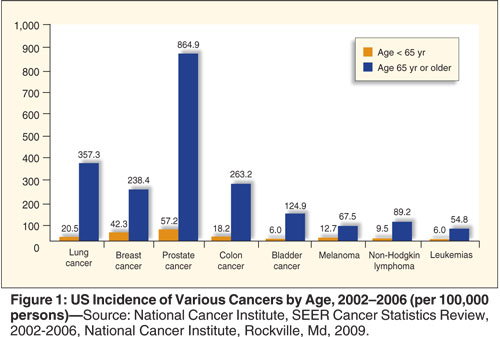 1,000
900
800
700
600
500
400
300
200
100
0
Age < 65 yr
Age 65 yr or older
20.5 357.3
42.3 238.4
57.2 864.9
18.2 263.2
6.0 124.9
12.7 67.5
9.5 89.2
6.0 54.8
Lung
cancer
Breast
cancer
Prostate
cancer
Colon
cancer
Bladder
cancer
Melanoma
Non-Hodgkin
lymphoma
Leukemias
Figure 1: US Incidence of Various Cancers by Age, 2002–2006 (per 100,000
persons)—Source: National Cancer Institute, SEER Cancer Statistics Review,
2002-2006, National Cancer Institute, Rockville, Md, 2009.